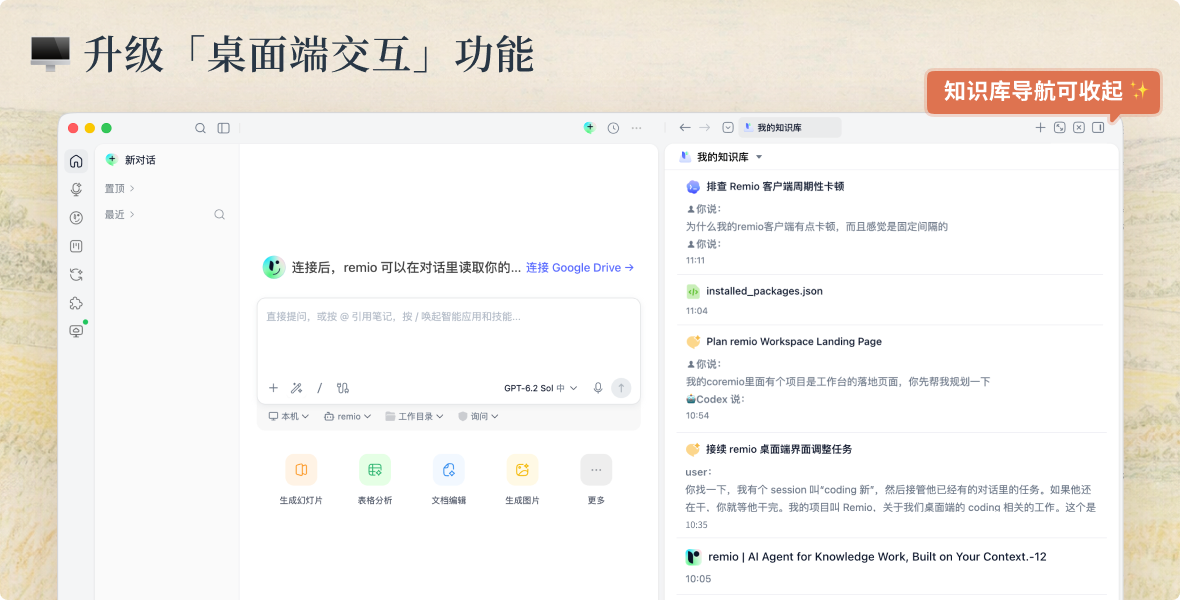 升级「桌面端交互」功能
知识库导航可收起
我的知识库
新对话
置顶
最近
连接后，remio 可以在对话里读取你的... 连接 Google Drive →
直接提问，或按 @ 引用笔记，按 / 唤起智能应用和技能...
GPT-6.2 Sol 中
本机 remio 工作目录 询问
生成幻灯片 表格分析 文档编辑 生成图片 更多
我的知识库
排查 Remio 客户端周期性卡顿
你说：
为什么我的remio客户端有点卡顿，而且感觉是固定间隔的
你说：
11:11
installed_packages.json
11:04
Plan remio Workspace Landing Page
你说：
我的coremio里面有个项目是工作台的落地页面，你先帮我规划一下
Codex 说：
10:54
接续 remio 桌面端界面调整任务
user：
你找一下，我有个 session 叫“coding 新”，然后接管他已经有的对话里的任务。如果他还
在干，你就等他干完。我的项目叫 Remio，关于我们桌面端的 coding 相关的工作。这个是
10:35
remio | AI Agent for Knowledge Work, Built on Your Context.-12
10:05